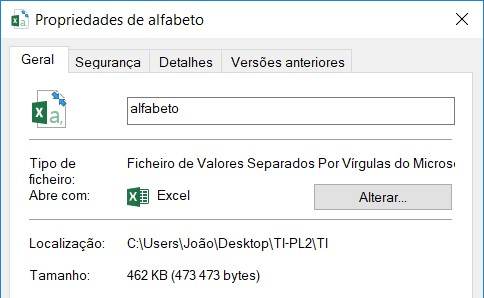 Propriedades de alfabeto
Geral Segurança Detalhes Versões anteriores
alfabeto
Tipo de ficheiro: Ficheiro de Valores Separados Por Vírgulas do Micros
Abre com: Excel Alterar...
Localização: C:\Users\João\Desktop\TI-PL2\TI
Tamanho: 462 KB (473 473 bytes)